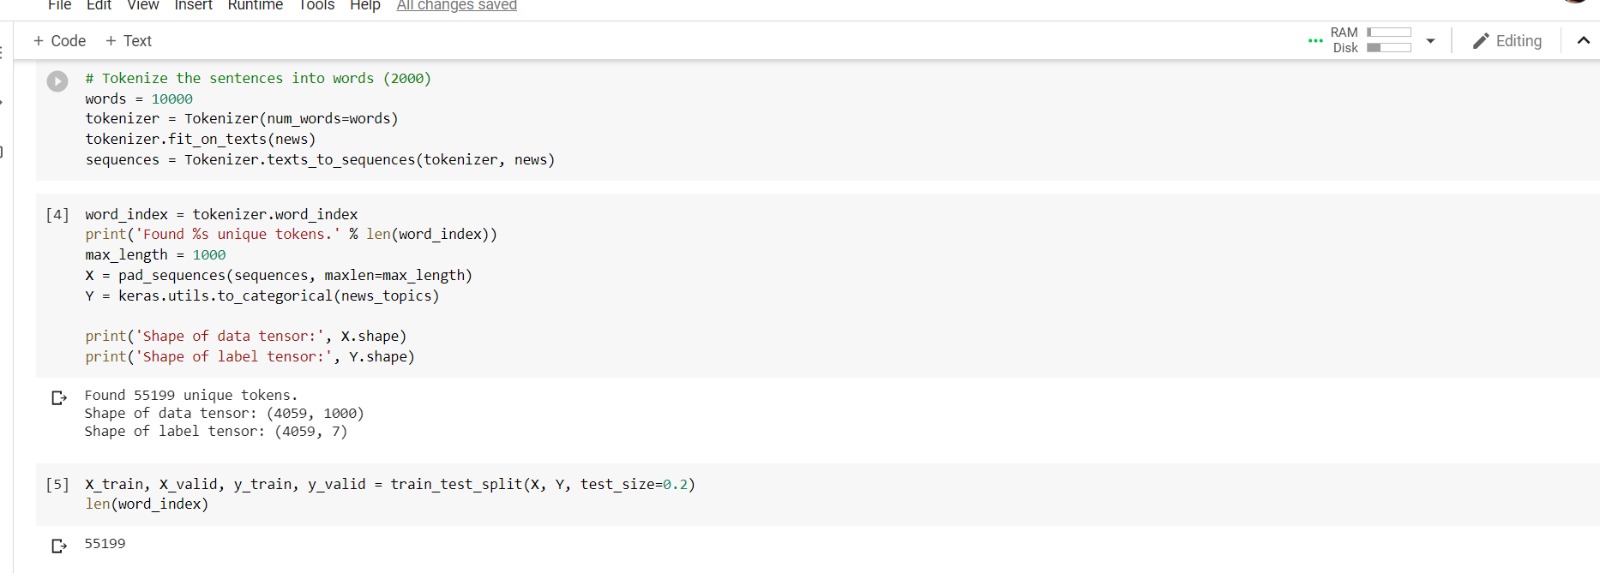 File Edit View Insert Runtime Tools Help All changes saved
+ Code + Text
RAM
Disk
Editing
# Tokenize the sentences into words (2000)
words = 10000
tokenizer = Tokenizer(num_words=words)
tokenizer.fit_on_texts(news)
sequences = Tokenizer.texts_to_sequences(tokenizer, news)
[4] word_index = tokenizer.word_index
print('Found %s unique tokens.' % len(word_index))
max_length = 1000
X = pad_sequences(sequences, maxlen=max_length)
Y = keras.utils.to_categorical(news_topics)
print('Shape of data tensor:', X.shape)
print('Shape of label tensor:', Y.shape)
Found 55199 unique tokens.
Shape of data tensor: (4059, 1000)
Shape of label tensor: (4059, 7)
[5] X_train, X_valid, y_train, y_valid = train_test_split(X, Y, test_size=0.2)
len(word_index)
55199